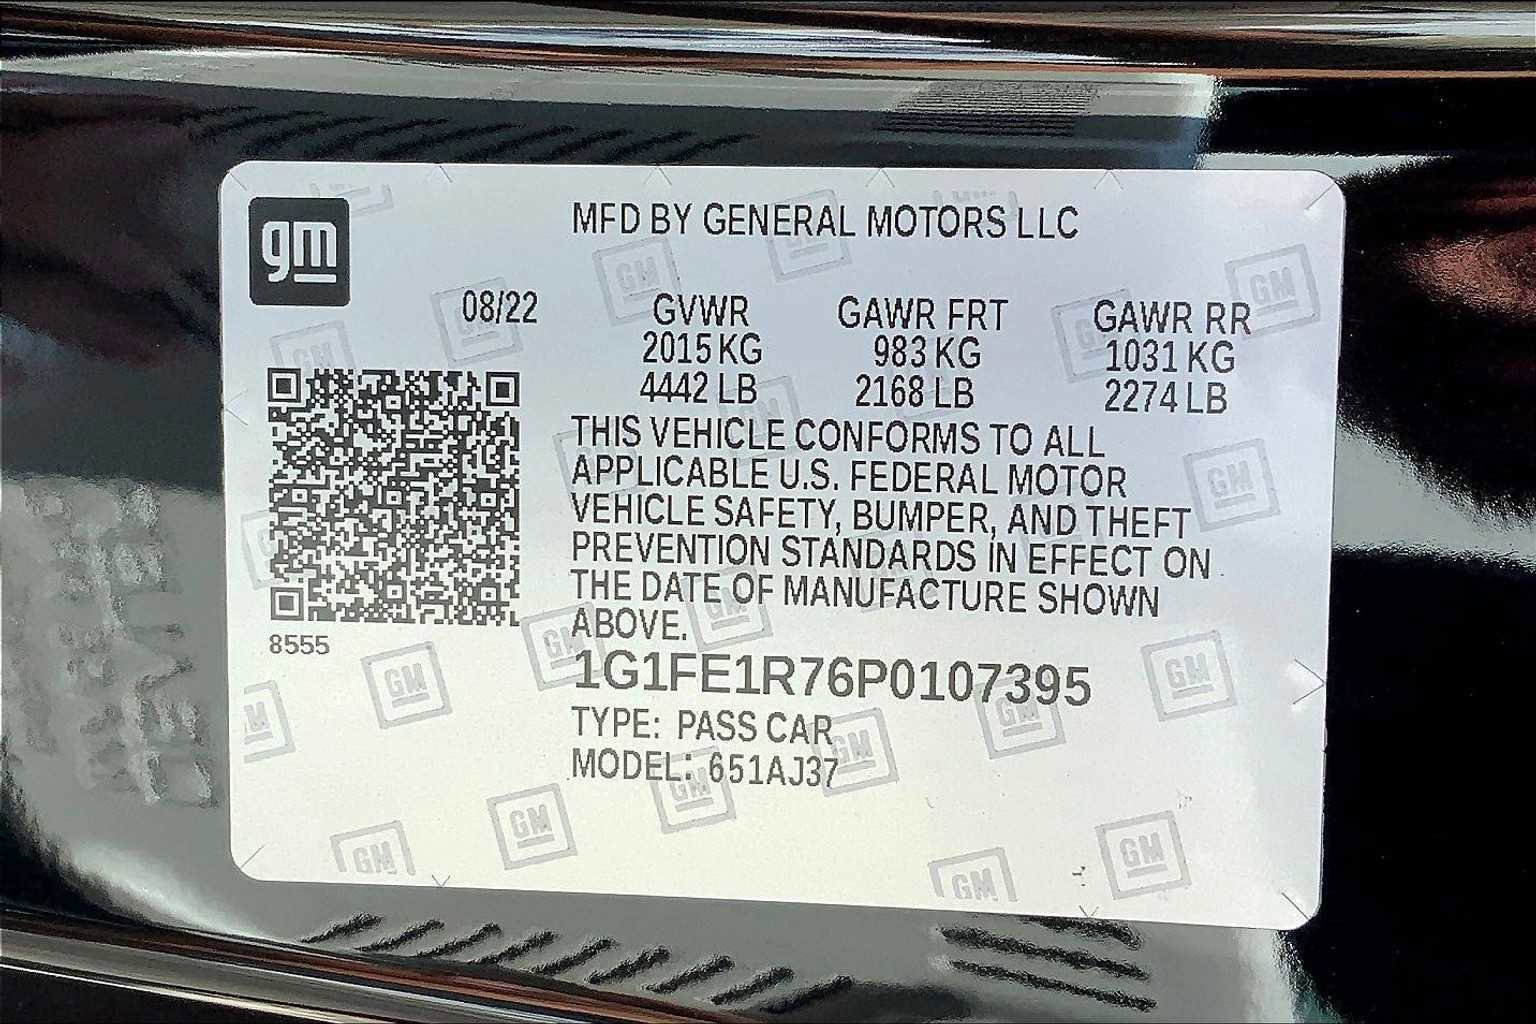 gm
MFD BY GENERAL MOTORS LLC
08/22 GVWR GAWR FRT GAWR RR
2015 KG 983 KG 1031 KG
4442 LB 2168 LB 2274 LB
THIS VEHICLE CONFORMS TO ALL
APPLICABLE U.S. FEDERAL MOTOR
VEHICLE SAFETY, BUMPER, AND THEFT
PREVENTION STANDARDS IN EFFECT ON
THE DATE OF MANUFACTURE SHOWN
ABOVE.
8555
1G1FE1R76P0107395
TYPE: PASS CAR
MODEL: 651AJ37